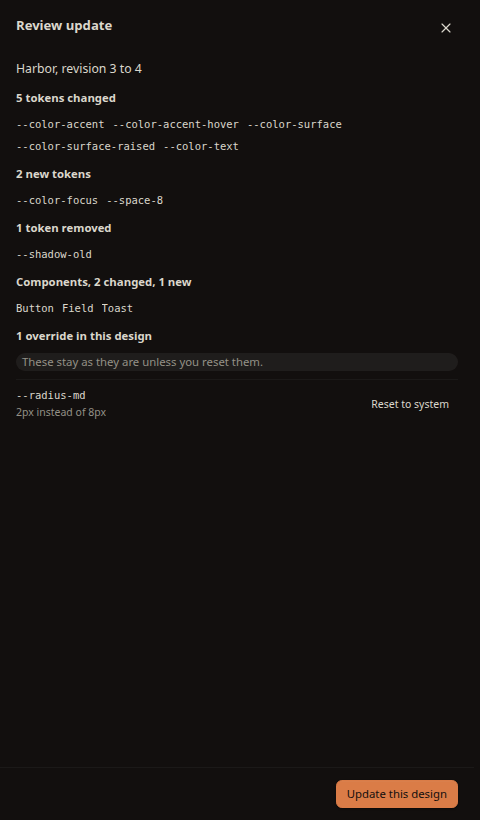 Review update
Harbor, revision 3 to 4
5 tokens changed
--color-accent --color-accent-hover --color-surface
--color-surface-raised --color-text
2 new tokens
--color-focus --space-8
1 token removed
--shadow-old
Components, 2 changed, 1 new
Button Field Toast
1 override in this design
These stay as they are unless you reset them.
--radius-md
2px instead of 8px
Reset to system
Update this design